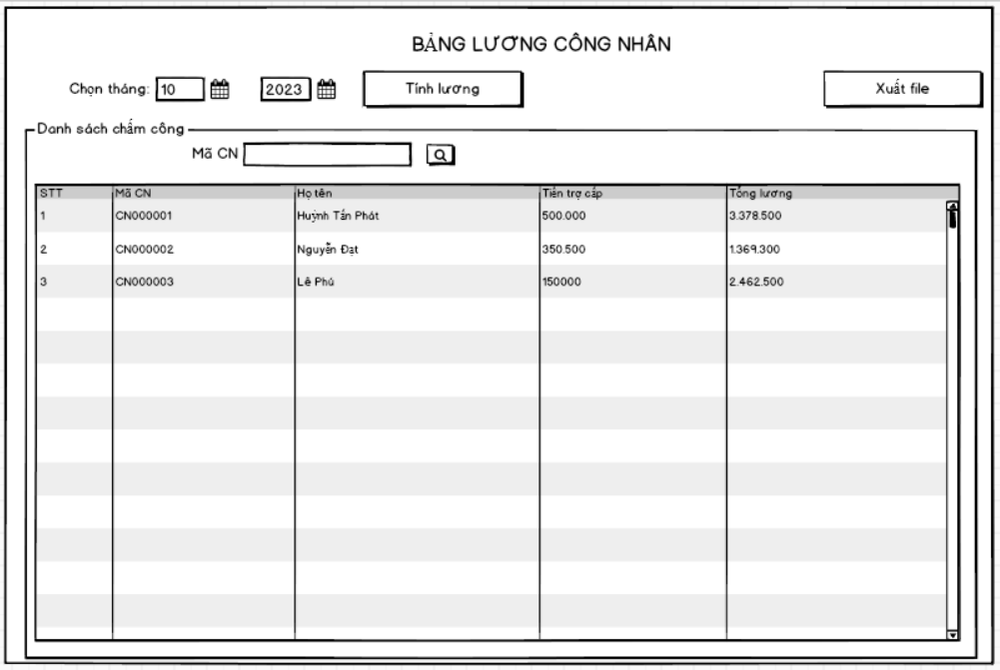 BẢNG LƯƠNG CÔNG NHÂN
Chọn tháng: 10 2023 Tính lương Xuất file
Danh sách chấm công
Mã CN
STT Mã CN Họ tên Tiền trợ cấp Tổng lương
1 CN000001 Huỳnh Tấn Phát 500.000 3.378.500
2 CN000002 Nguyễn Đạt 350.500 1.369.300
3 CN000003 Lê Phú 150000 2.462.500